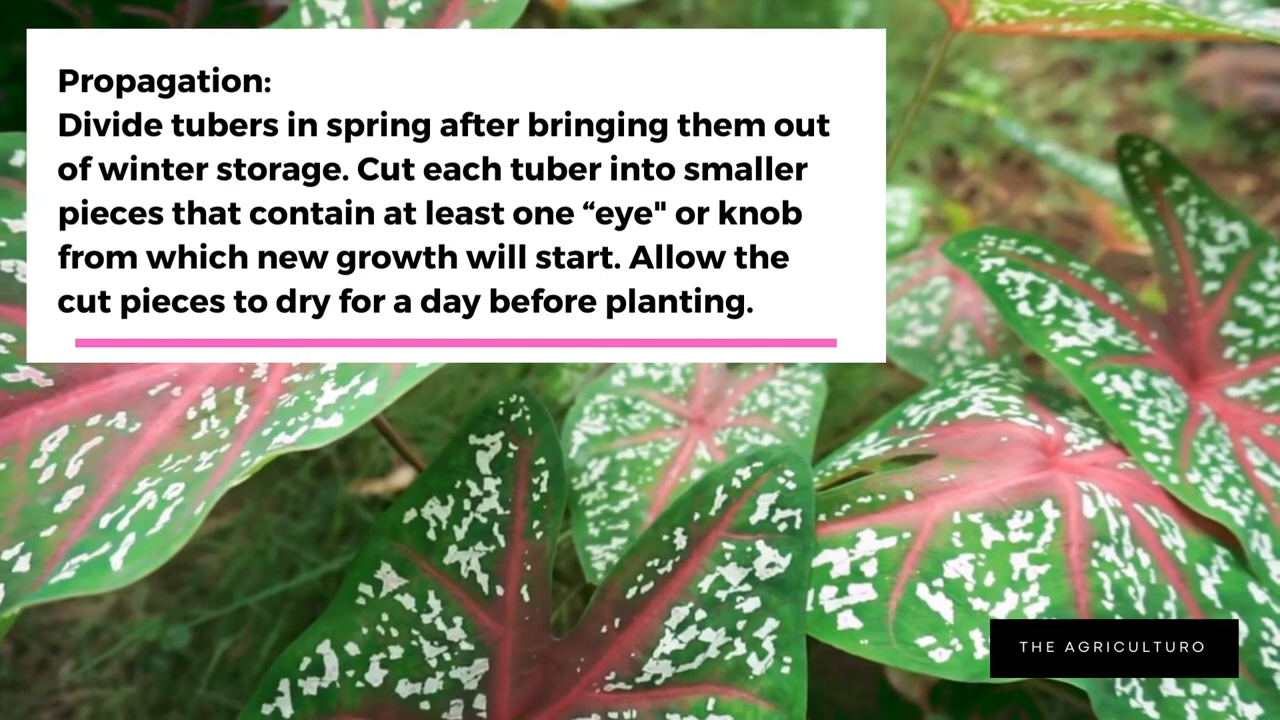 Propagation:
Divide tubers in spring after bringing them out
of winter storage. Cut each tuber into smaller
pieces that contain at least one “eye" or knob
from which new growth will start. Allow the
cut pieces to dry for a day before planting.
THE AGRICULTURO